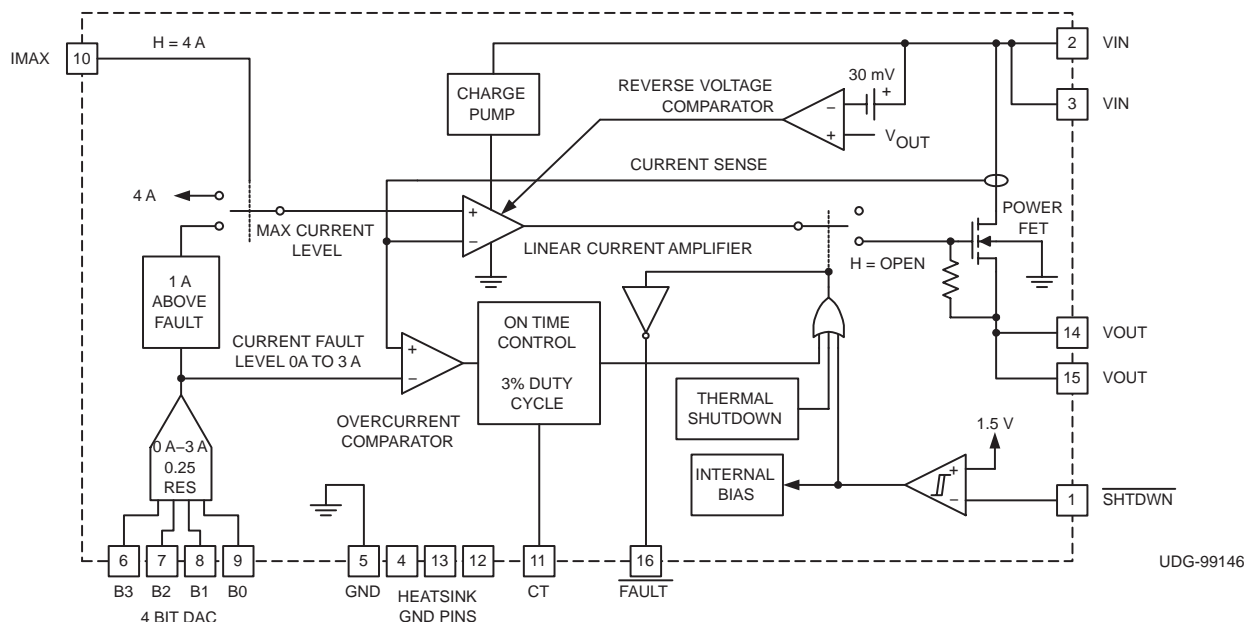 H = 4 A
IMAX
10
2
VIN
30 mV
+
CHARGE
PUMP
REVERSE VOLTAGE
COMPARATOR
−
+
VOUT
3
VIN
CURRENT SENSE
4 A
MAX CURRENT
LEVEL
+
−
LINEAR CURRENT AMPLIFIER
POWER
FET
H = OPEN
1 A
ABOVE
FAULT
CURRENT FAULT
LEVEL 0A TO 3 A
+
−
OVERCURRENT
COMPARATOR
ON TIME
CONTROL
3% DUTY
CYCLE
14
VOUT
15
VOUT
THERMAL
SHUTDOWN
1.5 V
0 A−3 A
0.25
RES
INTERNAL
BIAS
+
−
1
SHTDWN
6
7
8
9
5
4
13
12
11
16
B3
B2
B1
B0
GND
HEATSINK
GND PINS
CT
FAULT
4 BIT DAC
UDG-99146